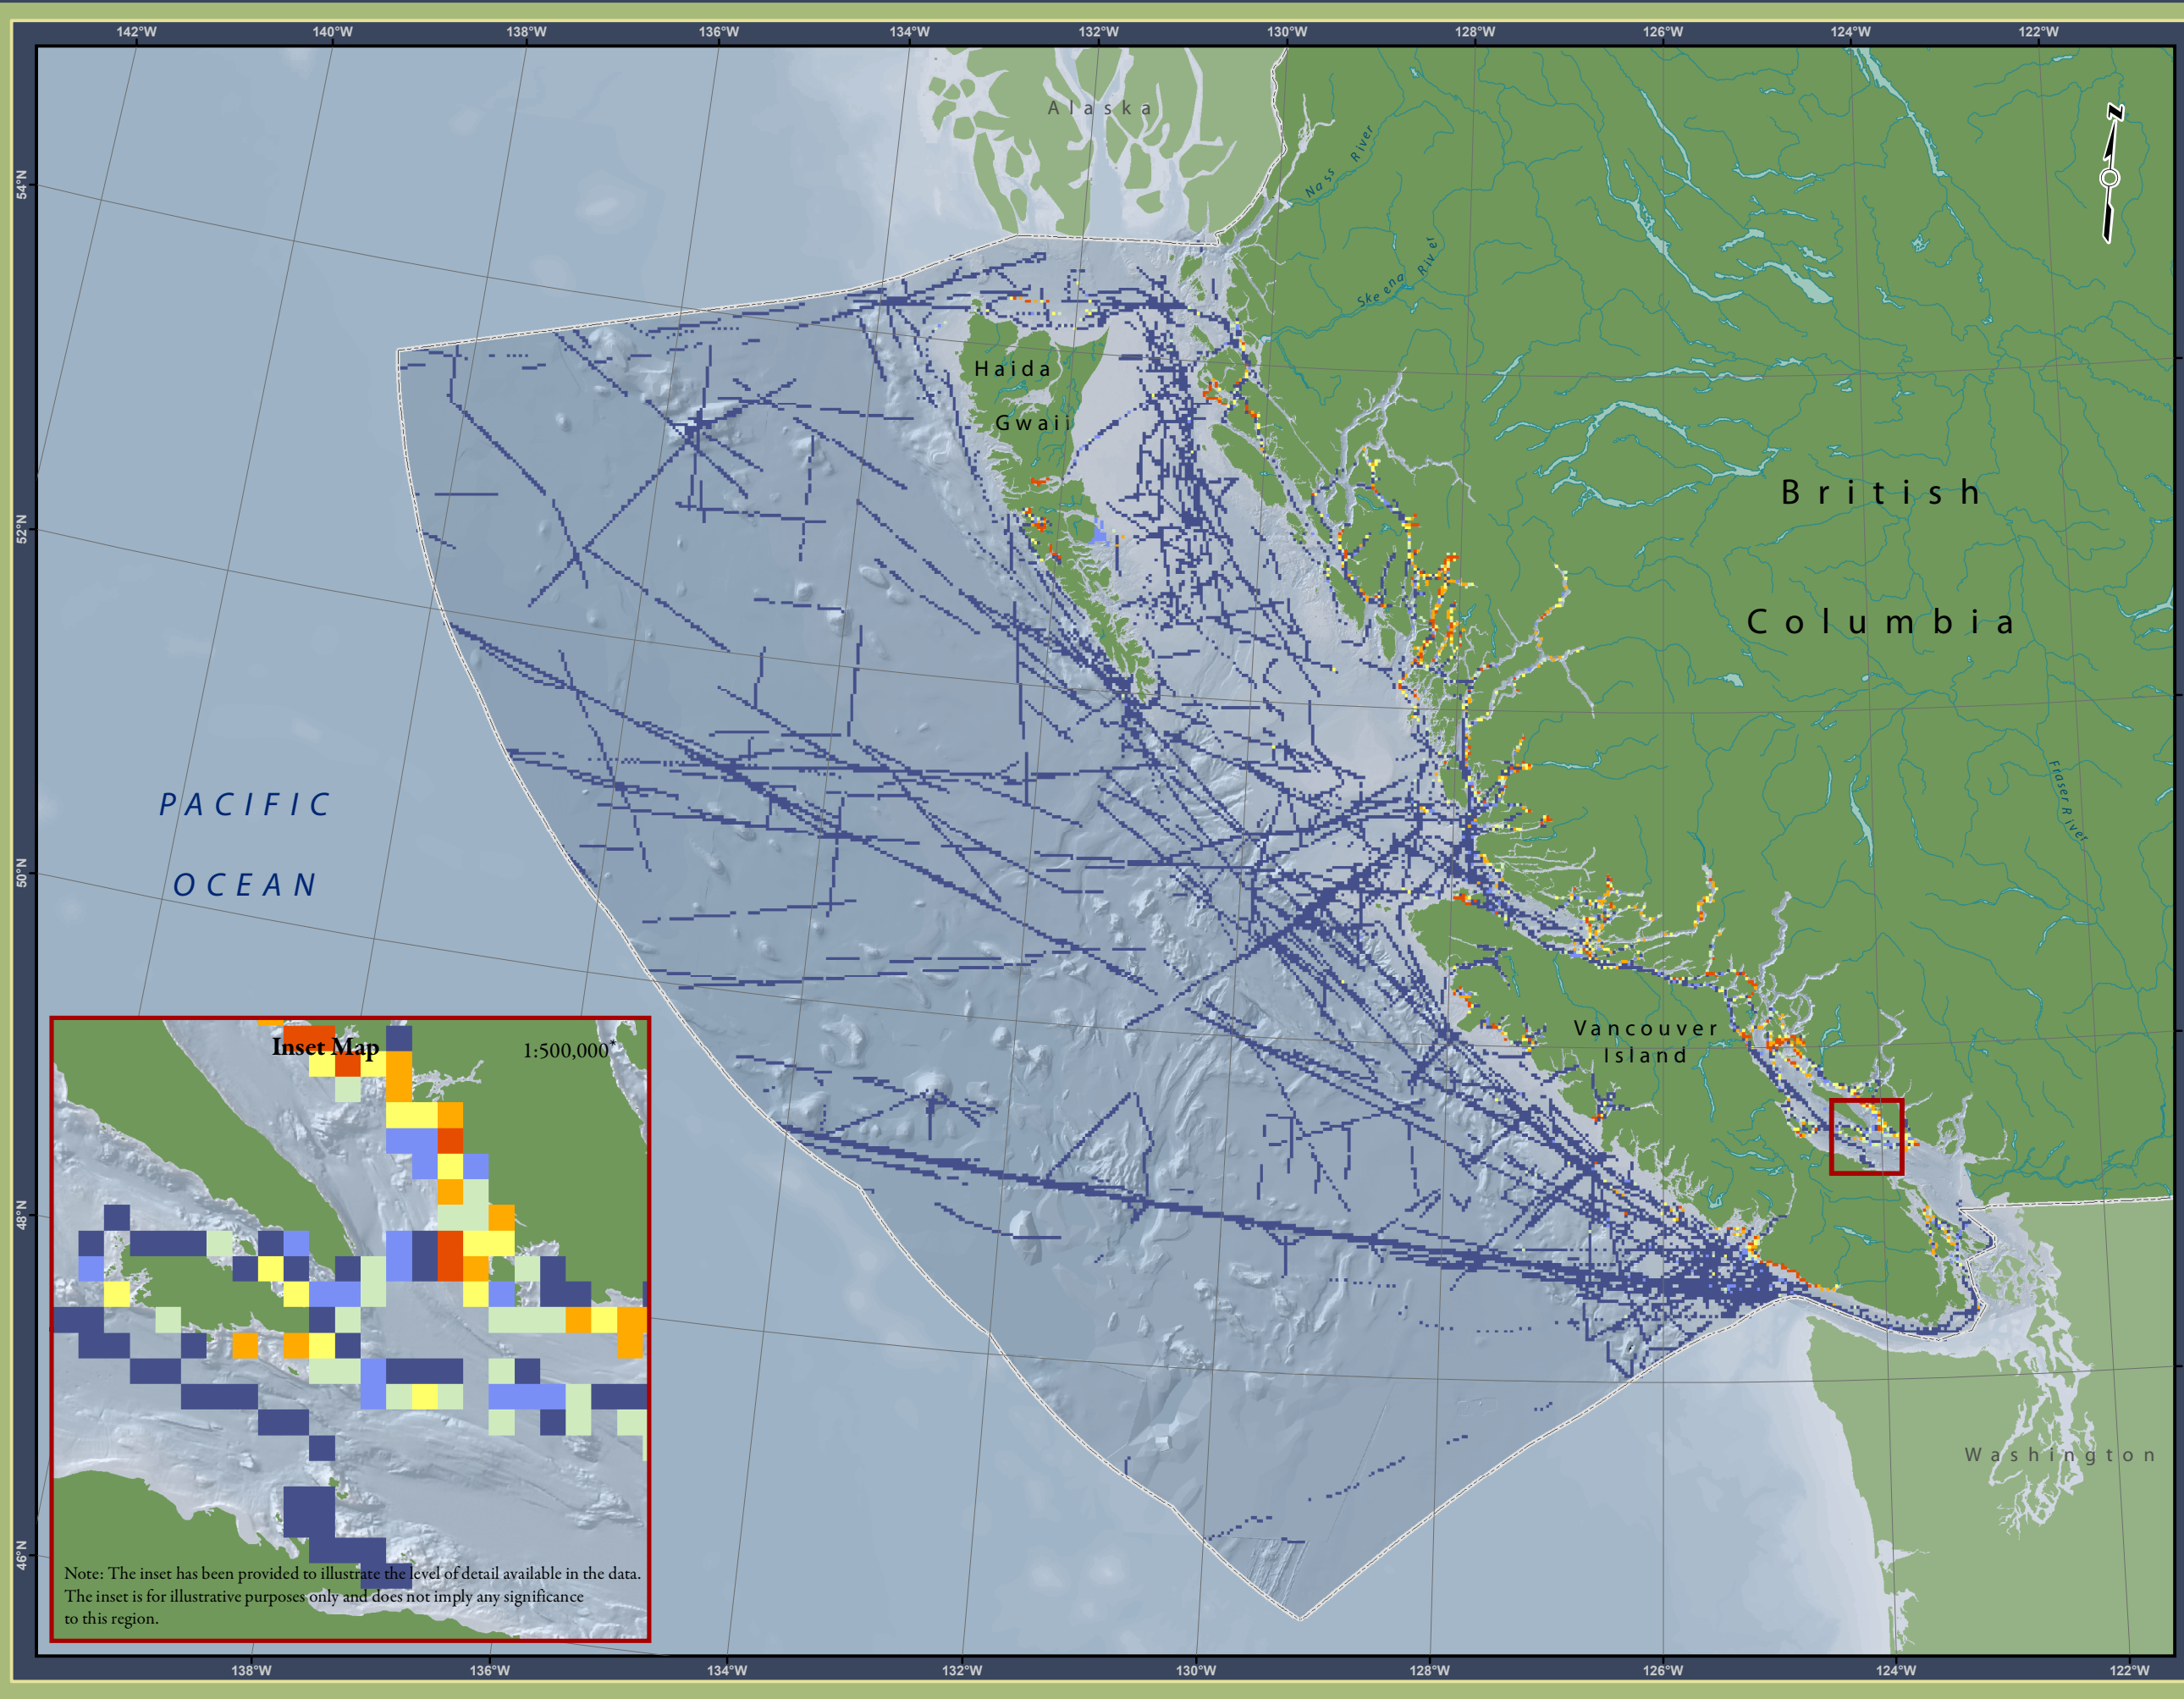 142°W 140°W 138°W 136°W 134°W 132°W 130°W 128°W 126°W 124°W 122°W
N
Alaska
Nass River
54°N
Skeena River
Haida
Gwaii
British
52°N
Columbia
PACIFIC
Fraser River
OCEAN
50°N
Vancouver
Island
Inset Map
1:500,000*
48°N
Washington
46°N
Note: The inset has been provided to illustrate the level of detail available in the data.
The inset is for illustrative purposes only and does not imply any significance
to this region.
138°W 136°W 134°W 132°W 130°W 128°W 126°W 124°W 122°W